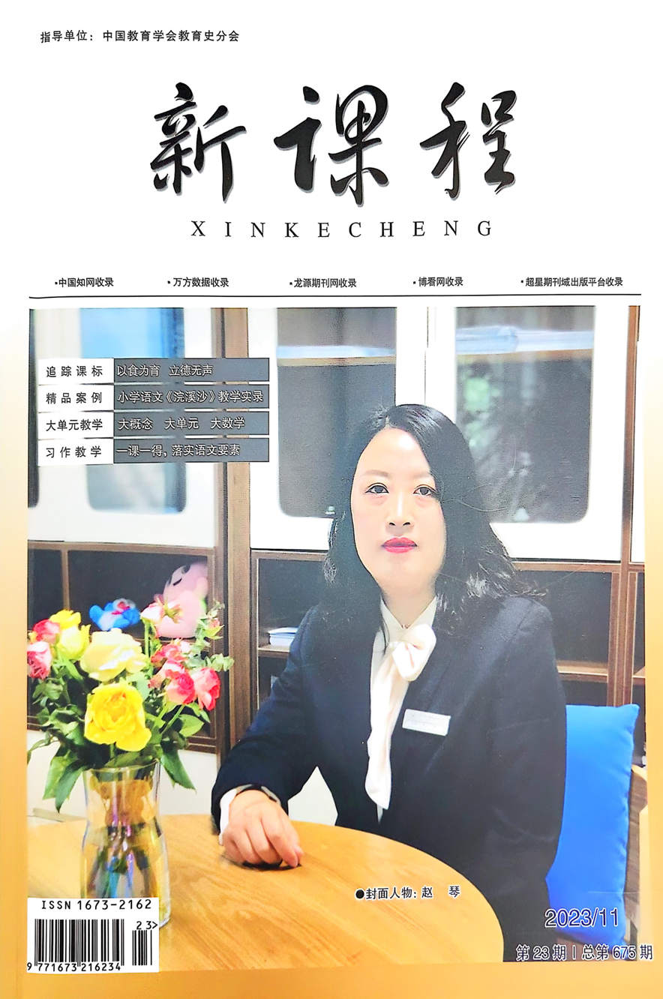 指导单位：中国教育学会教育史分会
新课程
XINKECHENG
·中国知网收录 ·万方数据收录 ·龙源期刊网收录 ·博看网收录 ·超星期刊域出版平台收录
追踪课标 以食为育 立德无声
精品案例 小学语文《浣溪沙》教学实录
大单元教学 大概念 大单元 大数学
习作教学 一课一得，落实语文要素
●封面人物：赵 琴
ISSN 1673-2162
23>
9 771673 216234
2023/11
第23期 | 总第675期